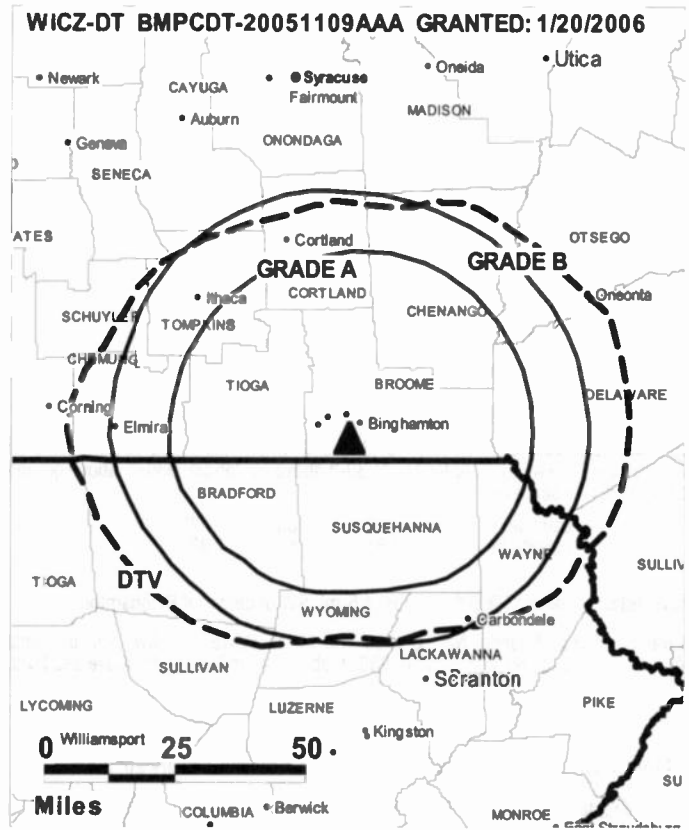 WICZ-DT BMPCDT-20051109AAA GRANTED: 1/20/2006
Newark
CAYUGA
Syracuse
Oneida
Utica
Fairmount
MADISON
Auburn
ONONDAGA
Geneva
SENECA
ATES
Cortland
OTSEGO
GRADE A
GRADE B
Ithaca
CORTLAND
Oneonta
SCHUYLER
TOMPKINS
CHENANGO
CHEMUNG
TIOGA
BROOME
DELAWARE
Corning
Elmira
Binghamton
BRADFORD
SUSQUEHANNA
WAYNE
SULLIV
TIOGA
DTV
WYOMING
Carbondale
SULLIVAN
LACKAWANNA
Scranton
LYCOMING
LUZERNE
PIKE
Williamsport
Kingston
0 25 50
SU
Miles
COLUMBIA
Berwick
MONROE